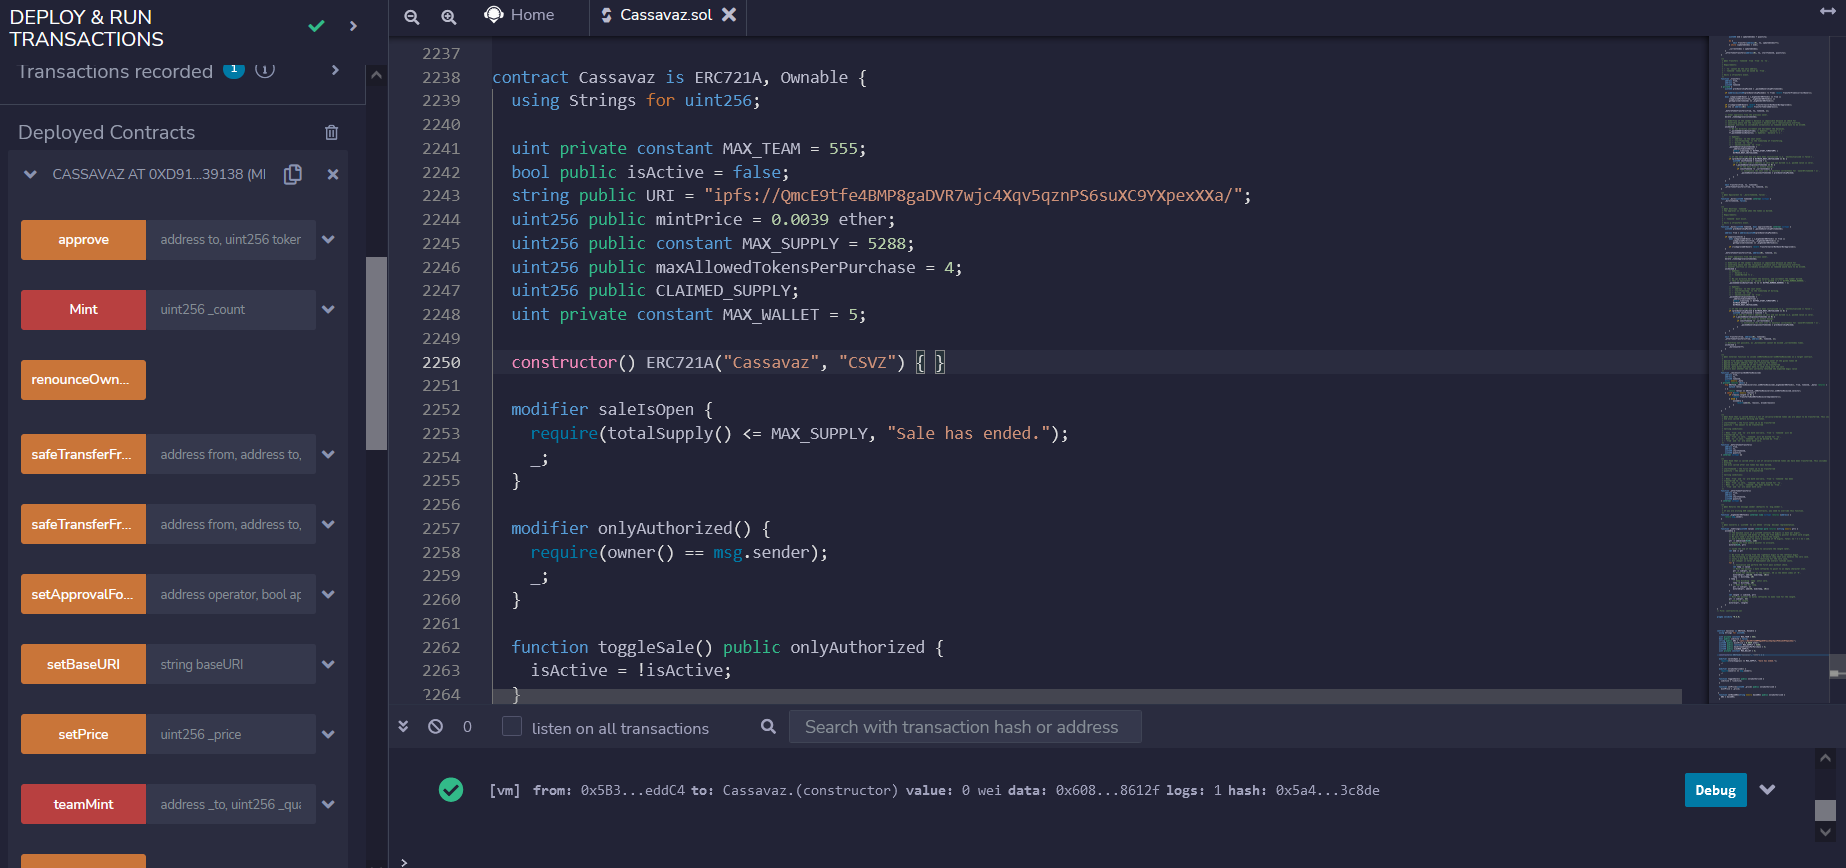 DEPLOY & RUN
TRANSACTIONS
Transactions recorded 1
Deployed Contracts
CASSAVAZ AT 0XD91...39138 (MI
approve address to, uint256 token
Mint uint256 _count
renounceOwn...
safeTransferFr... address from, address to,
safeTransferFr... address from, address to,
setApprovalFo... address operator, bool ap
setBaseURI string baseURI
setPrice uint256 _price
teamMint address _to, uint256 _qua
Home
Cassavaz.sol
2237
2238 contract Cassavaz is ERC721A, Ownable {
2239 using Strings for uint256;
2240
2241 uint private constant MAX_TEAM = 555;
2242 bool public isActive = false;
2243 string public URI = "ipfs://QmcE9tfe4BMP8gaDVR7wjc4Xqv5qznPS6suXC9YXpexXXa/";
2244 uint256 public mintPrice = 0.0039 ether;
2245 uint256 public constant MAX_SUPPLY = 5288;
2246 uint256 public maxAllowedTokensPerPurchase = 4;
2247 uint256 public CLAIMED_SUPPLY;
2248 uint private constant MAX_WALLET = 5;
2249
2250 constructor() ERC721A("Cassavaz", "CSVZ") { }
2251
2252 modifier saleIsOpen {
2253 require(totalSupply() <= MAX_SUPPLY, "Sale has ended.");
2254 _;
2255 }
2256
2257 modifier onlyAuthorized() {
2258 require(owner() == msg.sender);
2259 _;
2260 }
2261
2262 function toggleSale() public onlyAuthorized {
2263 isActive = !isActive;
2264 }
0 listen on all transactions Search with transaction hash or address
[vm] from: 0x5B3...eddC4 to: Cassavaz.(constructor) value: 0 wei data: 0x608...8612f logs: 1 hash: 0x5a4...3c8de Debug
>